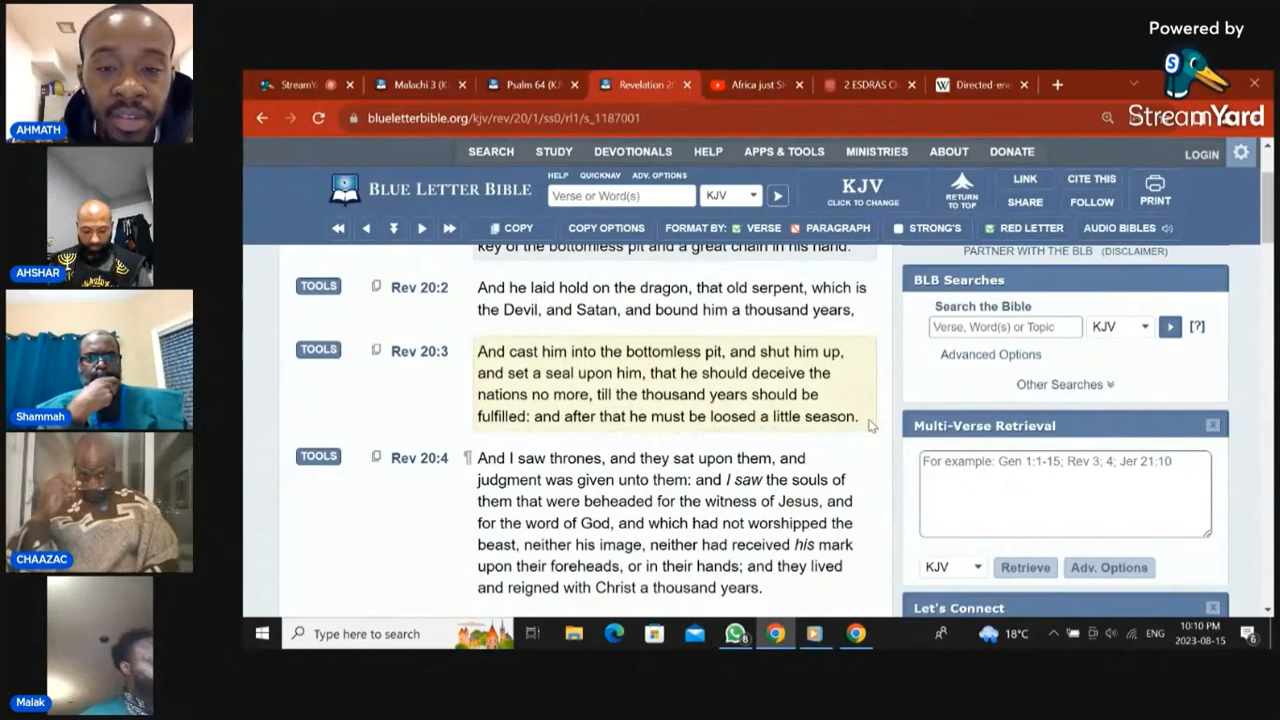 Powered by
StreamYard
AHMATH
AHSHAR
Shammah
CHAAZAC
Malak
StreamY
Malachi 3 (K
Psalm 64 (K
Revelation 20
Africa just S
2 ESDRAS C
Directed-ene
blueletterbible.org/kjv/rev/20/1/ss0/rl1/s_1187001
SEARCH STUDY DEVOTIONALS HELP APPS & TOOLS MINISTRIES ABOUT DONATE LOGIN
BLUE LETTER BIBLE
HELP QUICKNAV ADV. OPTIONS
Verse or Word(s) KJV
KJV
CLICK TO CHANGE
RETURN
TO TOP
LINK CITE THIS
SHARE FOLLOW
PRINT
COPY COPY OPTIONS FORMAT BY: VERSE PARAGRAPH STRONG'S RED LETTER AUDIO BIBLES
key of the bottomless pit and a great chain in his hand.
TOOLS Rev 20:2 And he laid hold on the dragon, that old serpent, which is
the Devil, and Satan, and bound him a thousand years,
TOOLS Rev 20:3 And cast him into the bottomless pit, and shut him up,
and set a seal upon him, that he should deceive the
nations no more, till the thousand years should be
fulfilled: and after that he must be loosed a little season.
TOOLS Rev 20:4 ¶ And I saw thrones, and they sat upon them, and
judgment was given unto them: and I saw the souls of
them that were beheaded for the witness of Jesus, and
for the word of God, and which had not worshipped the
beast, neither his image, neither had received his mark
upon their foreheads, or in their hands; and they lived
and reigned with Christ a thousand years.
PARTNER WITH THE BLB (DISCLAIMER)
BLB Searches
Search the Bible
Verse, Word(s) or Topic KJV [?]
Advanced Options
Other Searches
Multi-Verse Retrieval
For example: Gen 1:1-15; Rev 3; 4; Jer 21:10
KJV Retrieve Adv. Options
Let's Connect
Type here to search
18°C
ENG
10:10 PM
2023-08-15